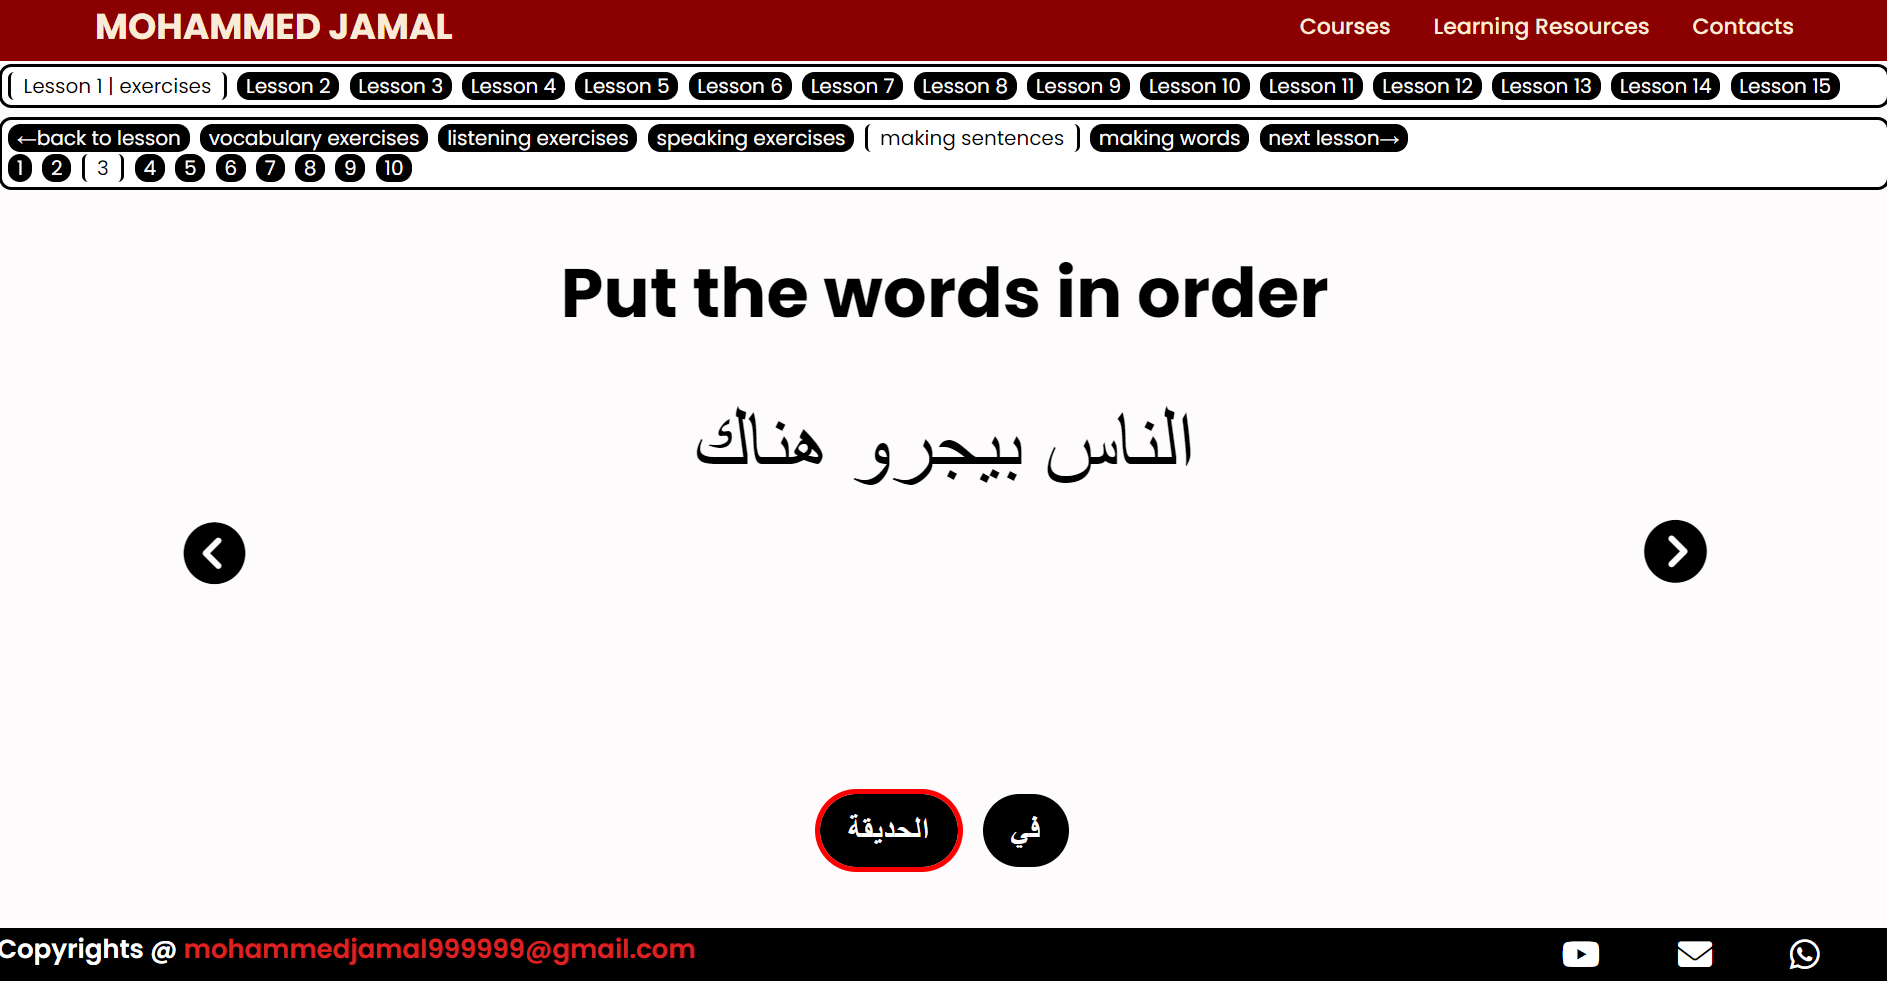 MOHAMMED JAMAL Courses Learning Resources Contacts
Lesson 1 | exercises Lesson 2 Lesson 3 Lesson 4 Lesson 5 Lesson 6 Lesson 7 Lesson 8 Lesson 9 Lesson 10 Lesson 11 Lesson 12 Lesson 13 Lesson 14 Lesson 15
←back to lesson vocabulary exercises listening exercises speaking exercises making sentences making words next lesson→
1 2 3 4 5 6 7 8 9 10
Put the words in order
الناس بيجرو هناك
في الحديقة
Copyrights @ mohammedjamal999999@gmail.com